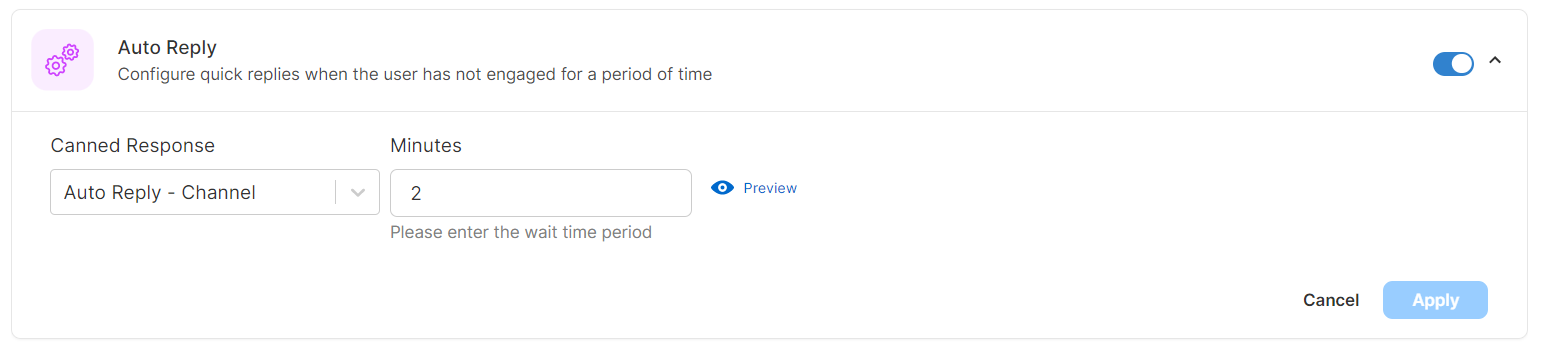 Auto Reply
Configure quick replies when the user has not engaged for a period of time
Canned Response
Minutes
Auto Reply - Channel
2
Preview
Please enter the wait time period
Cancel
Apply